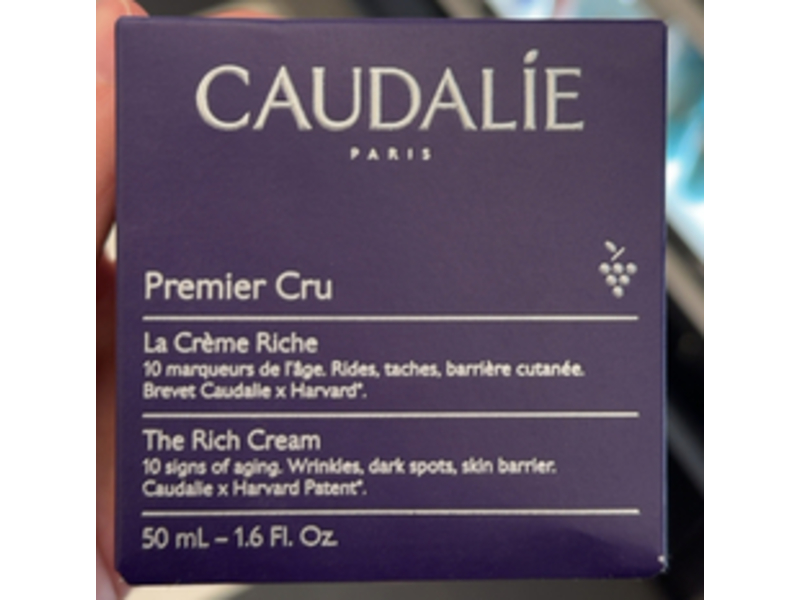 CAUDALÍE
PARIS
Premier Cru
La Crème Riche
10 marqueurs de l'âge. Rides, taches, barrière cutanée.
Brevet Caudalie x Harvard*.
The Rich Cream
10 signs of aging. Wrinkles, dark spots, skin barrier.
Caudalie x Harvard Patent*.
50 mL – 1.6 Fl. Oz.